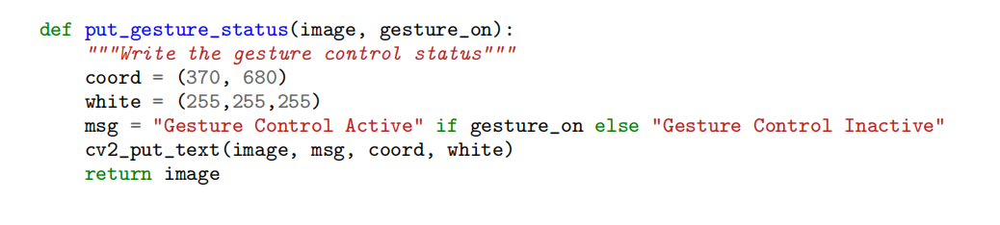 def put_gesture_status(image, gesture_on):
    """Write the gesture control status"""
    coord = (370, 680)
    white = (255,255,255)
    msg = "Gesture Control Active" if gesture_on else "Gesture Control Inactive"
    cv2_put_text(image, msg, coord, white)
    return image